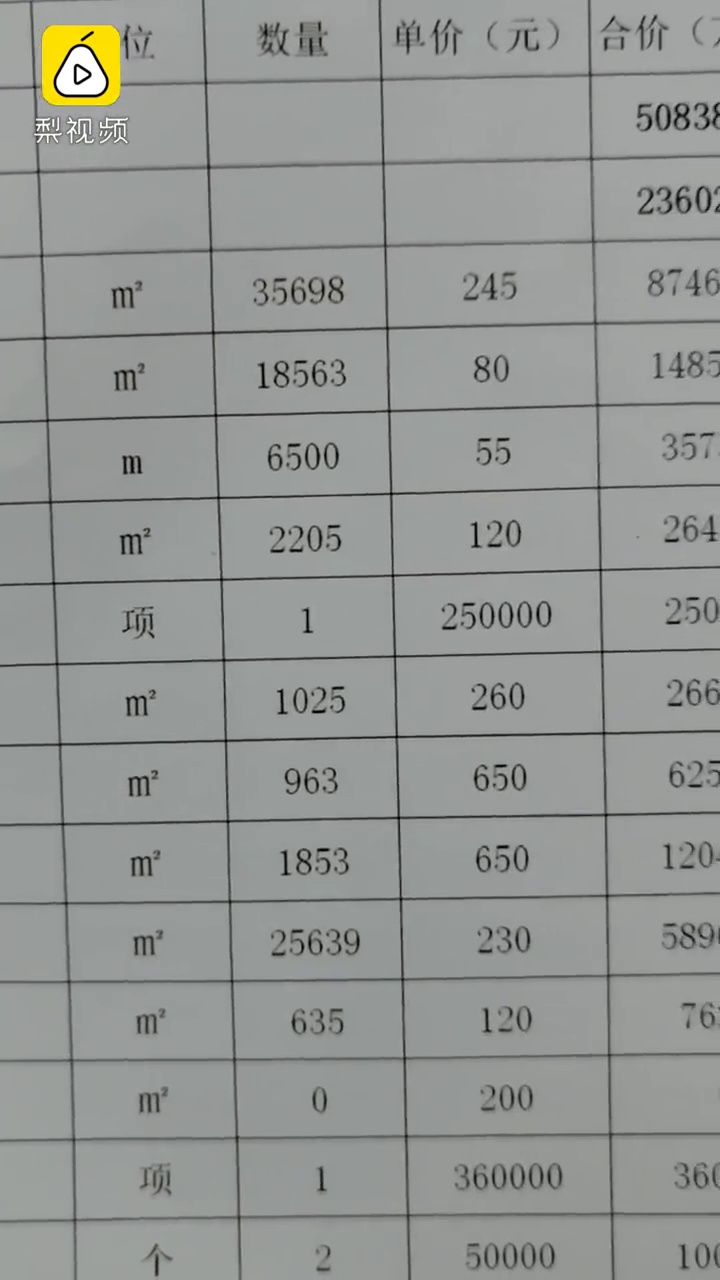 位 数量 单价（元） 合价（
梨视频
50838
23602
m² 35698 245 8746
m² 18563 80 1485
m 6500 55 357
m² 2205 120 264
项 1 250000 250
m² 1025 260 266
m² 963 650 625
m² 1853 650 120
m² 25639 230 589
m² 635 120 76
m² 0 200
项 1 360000 360
个 2 50000 100